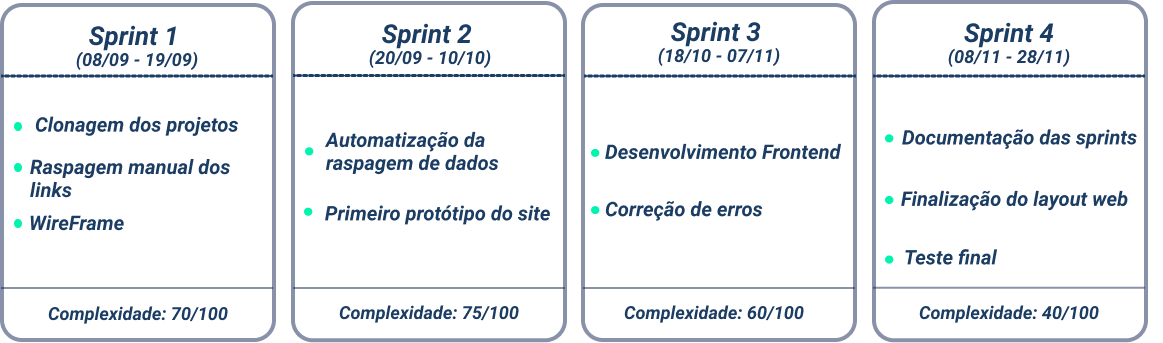 Sprint 1
(08/09 - 19/09)
Clonagem dos projetos
Raspagem manual dos
links
WireFrame
Complexidade: 70/100
Sprint 2
(20/09 - 10/10)
Automatização da
raspagem de dados
Primeiro protótipo do site
Complexidade: 75/100
Sprint 3
(18/10 - 07/11)
Desenvolvimento Frontend
Correção de erros
Complexidade: 60/100
Sprint 4
(08/11 - 28/11)
Documentação das sprints
Finalização do layout web
Teste final
Complexidade: 40/100